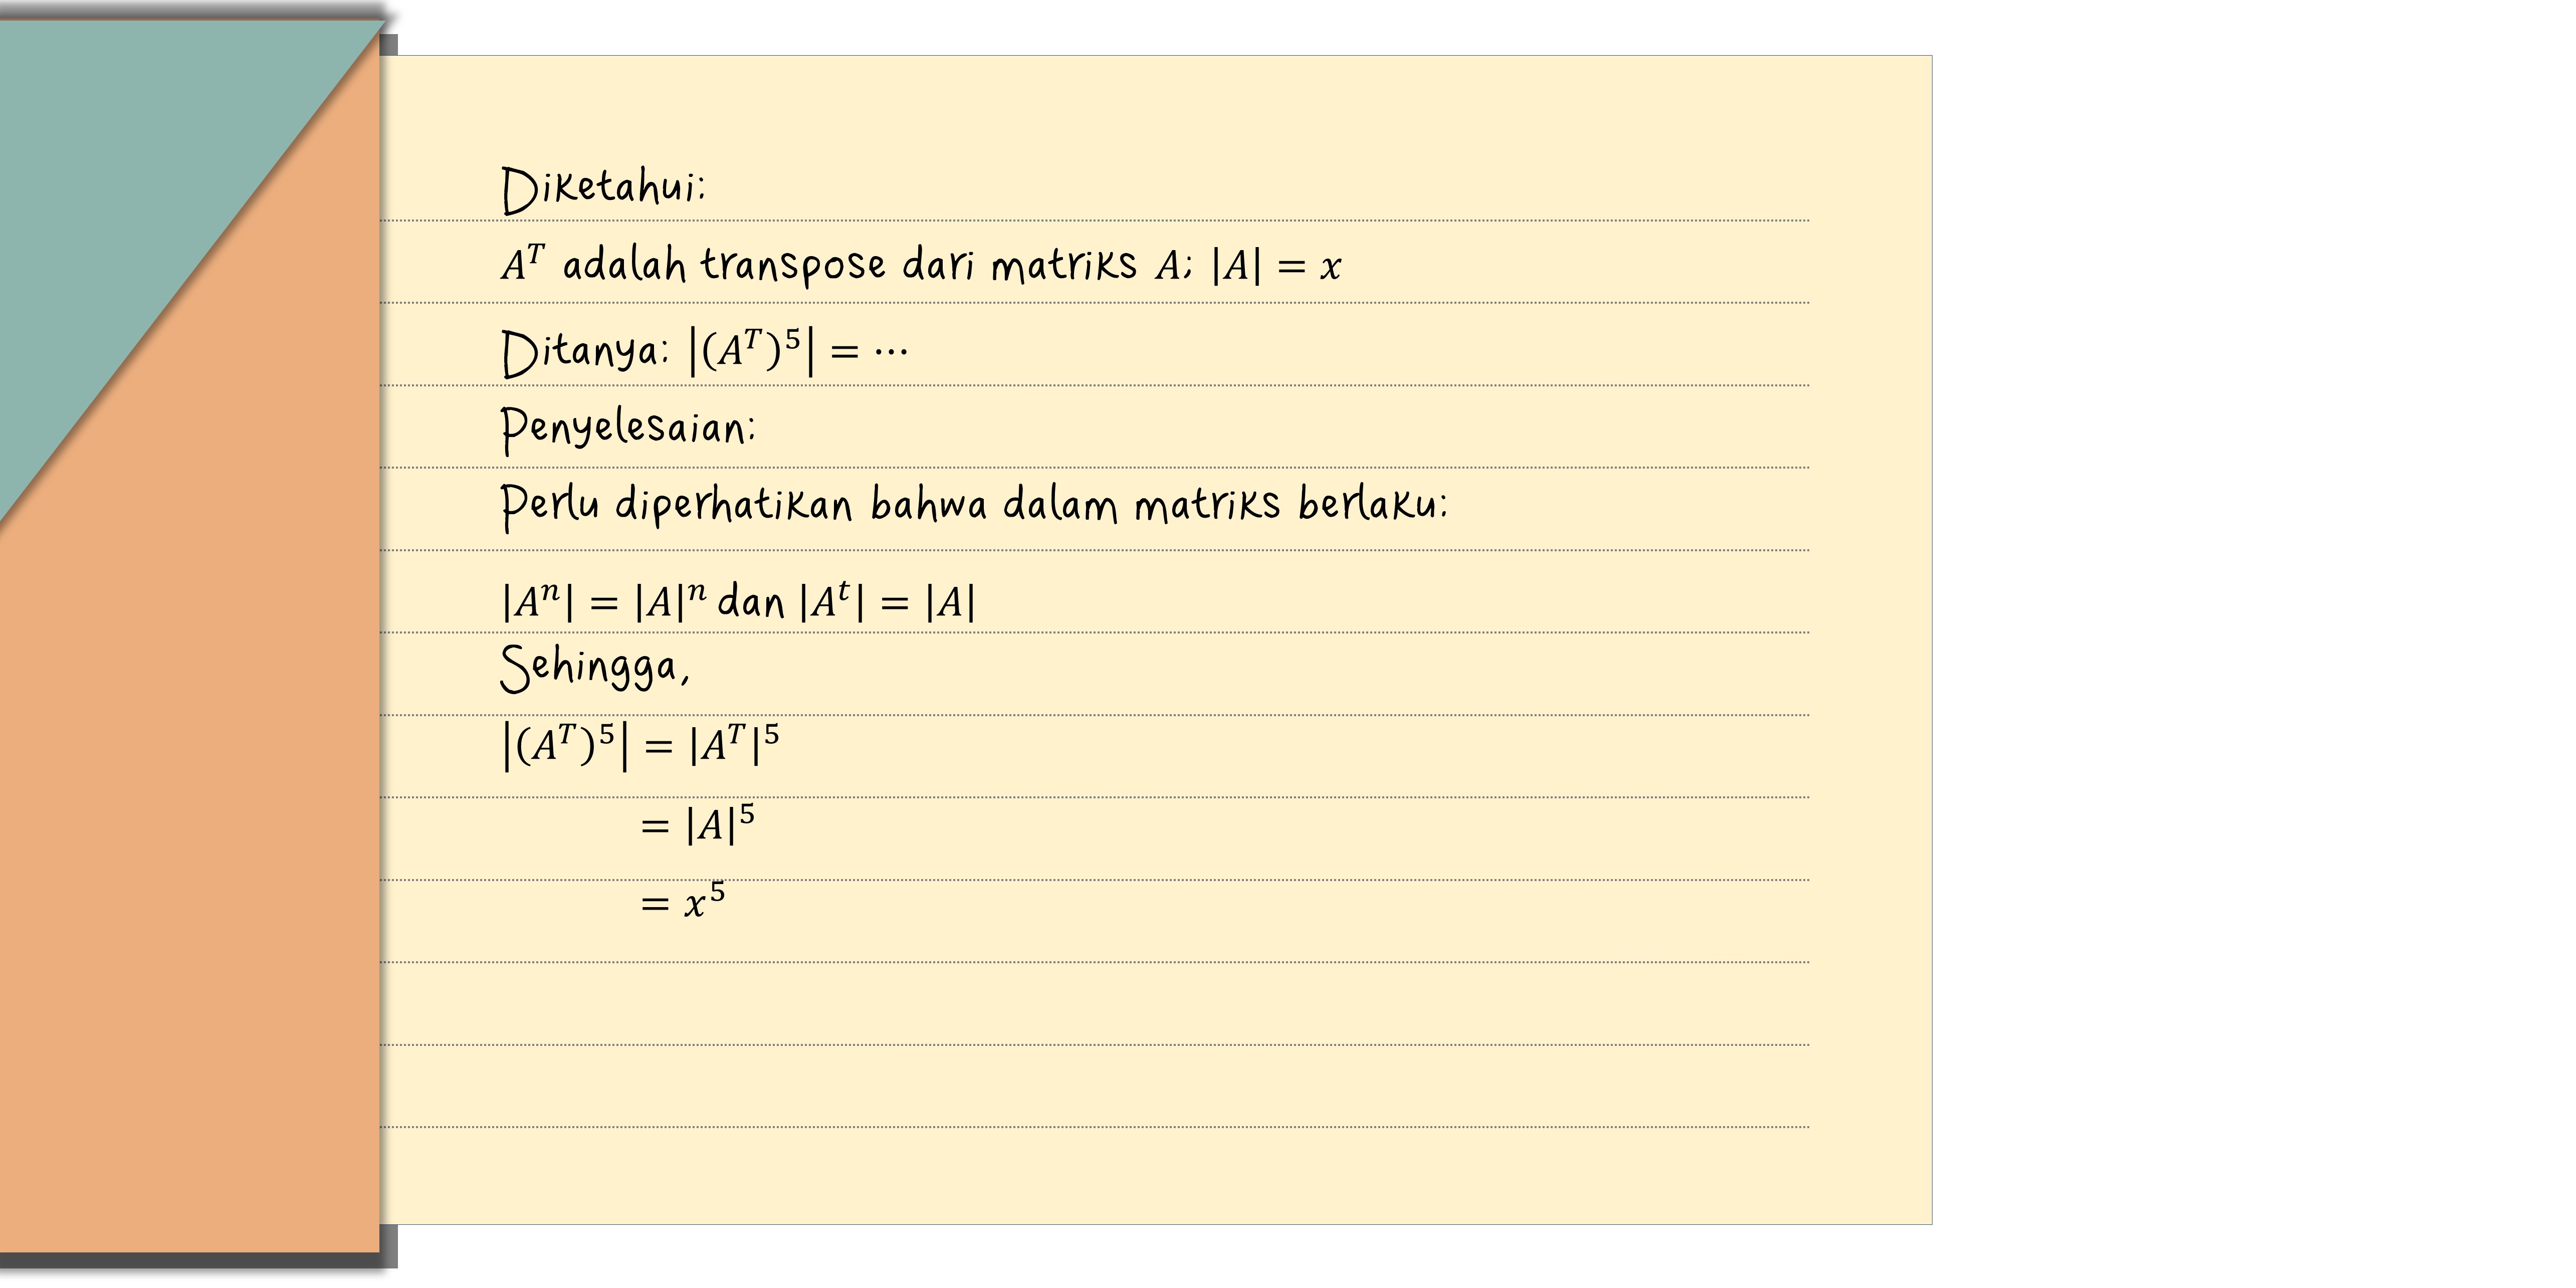 Diketahui:
A^T adalah transpose dari matriks A; |A| = x
Ditanya: |(A^T)^5| = ⋯
Penyelesaian:
Perlu diperhatikan bahwa dalam matriks berlaku:
|A^n| = |A|^n dan |A^t| = |A|
Sehingga,
|(A^T)^5| = |A^T|^5
= |A|^5
= x^5